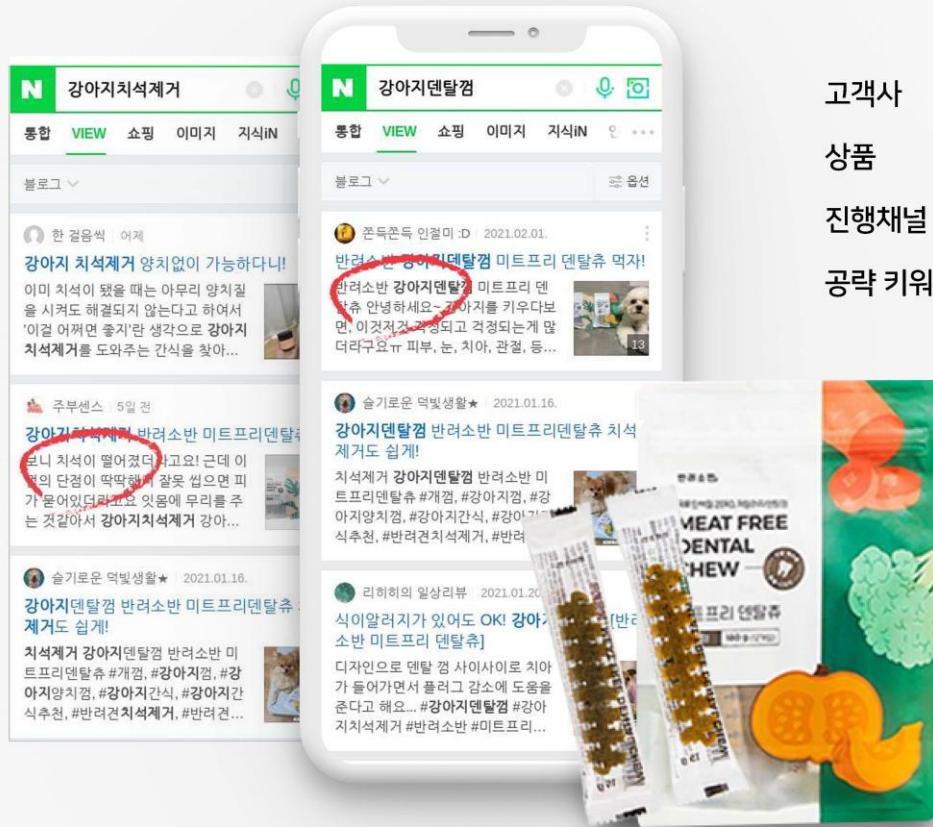 N 강아지치석제거
통합 VIEW 쇼핑 이미지 지식iN
블로그
한 걸음씩 어제
강아지 치석제거 양치없이 가능하다니!
이미 치석이 됐을 때는 아무리 양치질
을 시켜도 해결되지 않는다고 하여서
'이걸 어쩌면 좋지'란 생각으로 강아지
치석제거를 도와주는 간식을 찾아...
주부센스 5일 전
강아지치석제거 반려소반 미트프리덴탈츄
보니 치석이 떨어졌더라고요! 근데 이
의 단점이 딱딱해서 잘못 씹으면 피
가 묻어있더라고요 잇몸에 무리를 주
는 것같아서 강아지치석제거 강아...
슬기로운 덕빛생활★ 2021.01.16.
강아지덴탈껌 반려소반 미트프리덴탈츄
제거도 쉽게!
치석제거 강아지덴탈껌 반려소반 미
트프리덴탈츄 #개껌, #강아지껌, #강
아지양치껌, #강아지간식, #강아지간
식추천, #반려견치석제거, #반려견...
N 강아지덴탈껌
통합 VIEW 쇼핑 이미지 지식iN
블로그 옵션
쫀득쫀득 인절미 :D 2021.02.01.
반려소반 강아지덴탈껌 미트프리 덴탈츄 먹자!
반려소반 강아지덴탈껌 미트프리 덴
탈츄 안녕하세요~ 강아지를 키우다보
면, 이것저것 걱정되고 걱정되는게 많
더라구요ㅠ 피부, 눈, 치아, 관절, 등...
13
슬기로운 덕빛생활★ 2021.01.16.
강아지덴탈껌 반려소반 미트프리덴탈츄 치석
제거도 쉽게!
치석제거 강아지덴탈껌 반려소반 미
트프리덴탈츄 #개껌, #강아지껌, #강
아지양치껌, #강아지간식, #강아지간
식추천, #반려견치석제거, #반려
리히히의 일상리뷰 2021.01.20
식이알러지가 있어도 OK! 강아지 [반려
소반 미트프리 덴탈츄]
디자인으로 덴탈 껌 사이사이로 치아
가 들어가면서 플러그 감소에 도움을
준다고 해요... #강아지덴탈껌 #강아
지치석제거 #반려소반 #미트프리...
고객사
상품
진행채널
공략 키워
반려소반
MEAT FREE
DENTAL
CHEW
미트프리 덴탈츄